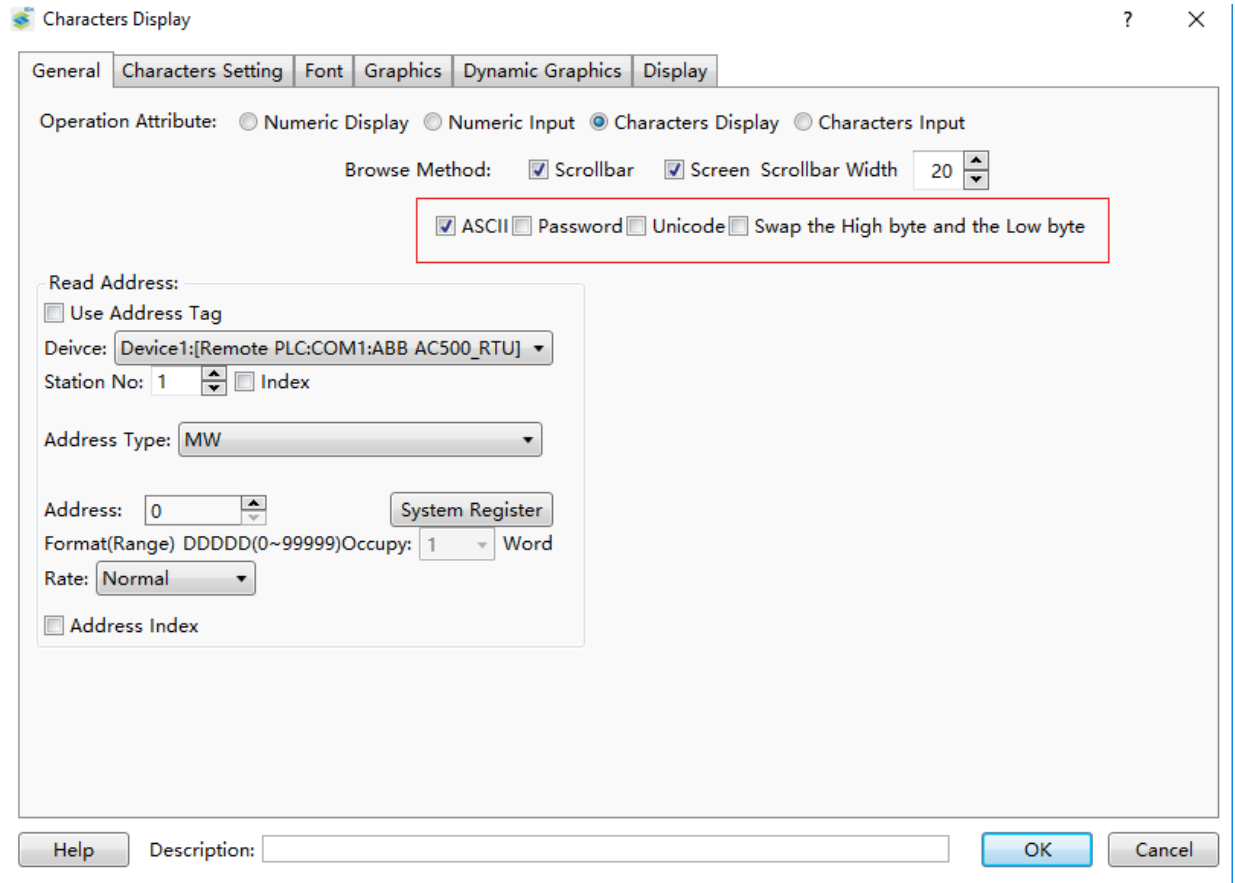 Characters Display ?
General Characters Setting Font Graphics Dynamic Graphics Display
Operation Attribute: Numeric Display Numeric Input Characters Display Characters Input
Browse Method: Scrollbar Screen Scrollbar Width 20
ASCII Password Unicode Swap the High byte and the Low byte
Read Address:
Use Address Tag
Deivce: Device1:[Remote PLC:COM1:ABB AC500_RTU]
Station No: 1 Index
Address Type: MW
Address: 0 System Register
Format(Range) DDDDD(0~99999)Occupy: 1 Word
Rate: Normal
Address Index
Help Description: OK Cancel